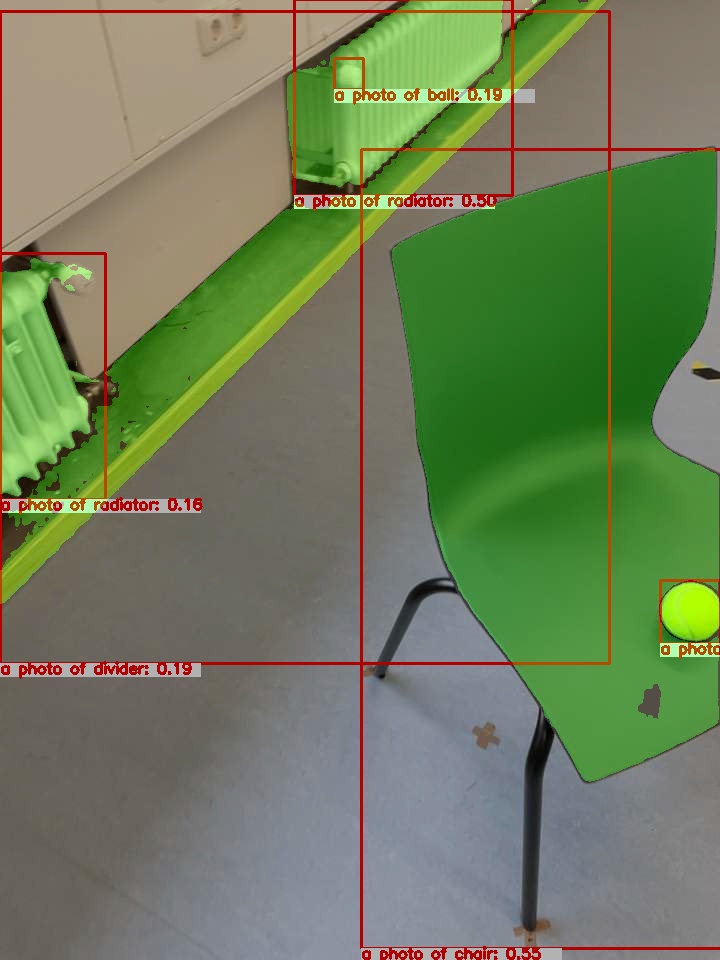 a photo of ball: 0.19
a photo of radiator: 0.50
a photo of radiator: 0.16
a photo
a photo of divider: 0.19
a photo of chair: 0.55